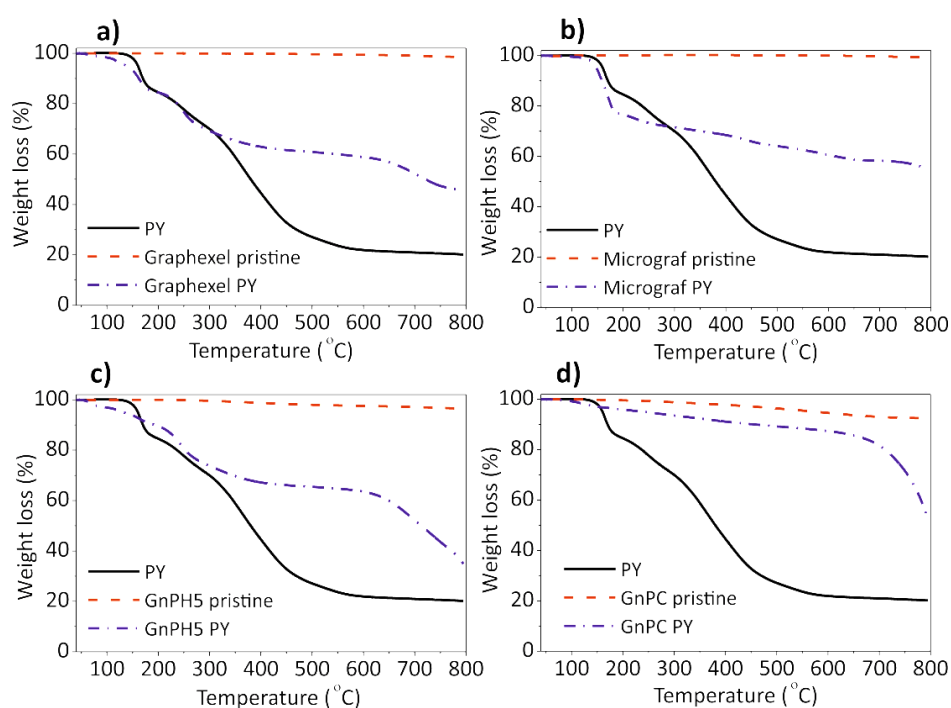 a)
100
80
60
40
20
0
Weight loss (%)
PY
Graphexel pristine
Graphexel PY
100 200 300 400 500 600 700 800
Temperature (°C)
b)
100
80
60
40
20
0
Weight loss (%)
PY
Micrograf pristine
Micrograf PY
100 200 300 400 500 600 700 800
Temperature (°C)
c)
100
80
60
40
20
0
Weight loss (%)
PY
GnPH5 pristine
GnPH5 PY
100 200 300 400 500 600 700 800
Temperature (°C)
d)
100
80
60
40
20
0
Weight loss (%)
PY
GnPC pristine
GnPC PY
100 200 300 400 500 600 700 800
Temperature (°C)